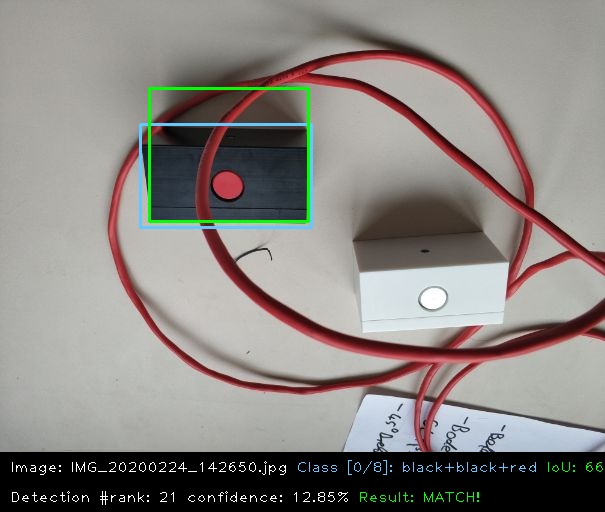 -Bode
Image: IMG_20200224_142650.jpg Class [0/8]: black+black+red IoU: 66
Detection #rank: 21 confidence: 12.85% Result: MATCH!